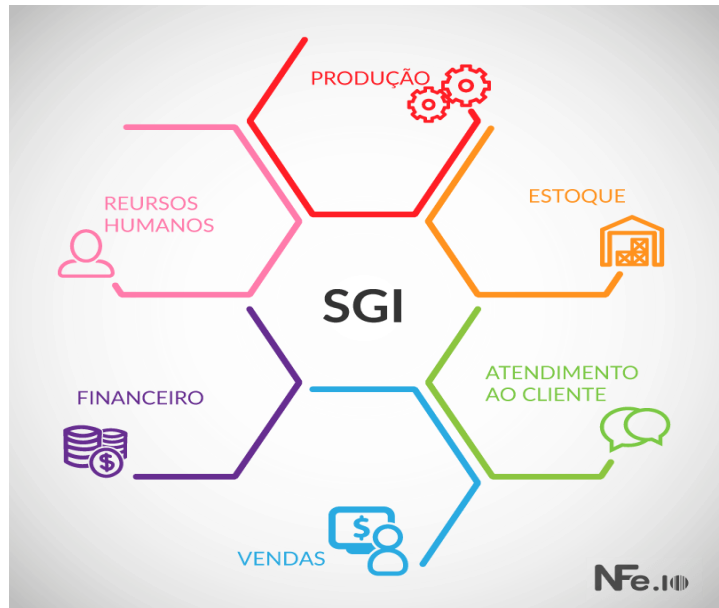 PRODUÇÃO
REURSOS
HUMANOS
ESTOQUE
SGI
FINANCEIRO
$
ATENDIMENTO
AO CLIENTE
$
VENDAS
NFe.io